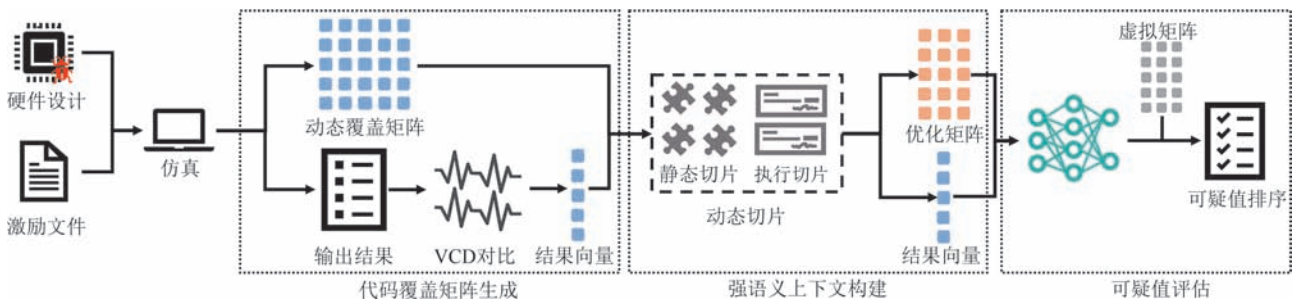 硬件设计
激励文件
仿真
动态覆盖矩阵
输出结果
VCD对比
结果向量
代码覆盖矩阵生成
静态切片
执行切片
动态切片
优化矩阵
结果向量
强语义上下文构建
虚拟矩阵
可疑值排序
可疑值评估